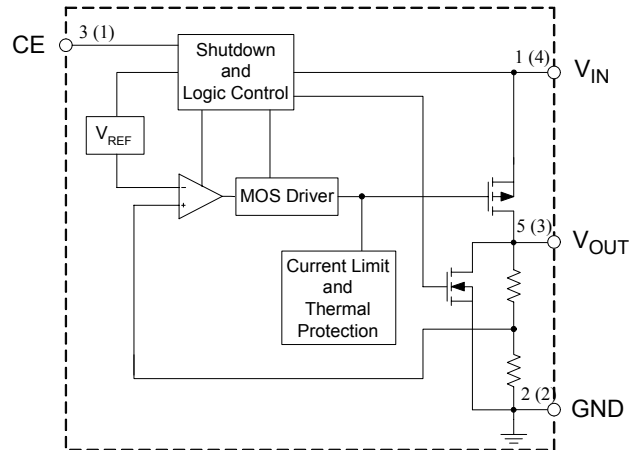 CE
3 (1)
Shutdown
and
Logic Control
1 (4)
VIN
VREF
−
+
MOS Driver
5 (3)
VOUT
Current Limit
and
Thermal
Protection
2 (2)
GND